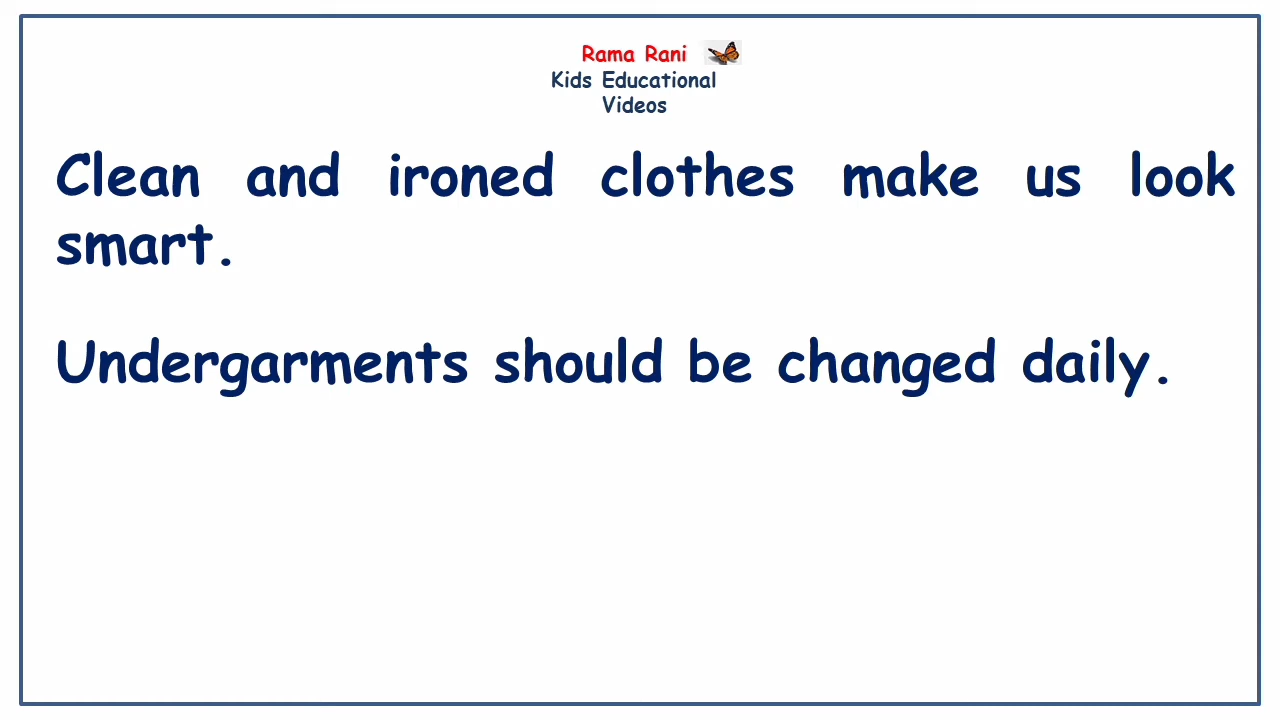 Rama Rani
Kids Educational
Videos
Clean and ironed clothes make us look
smart.
Undergarments should be changed daily.